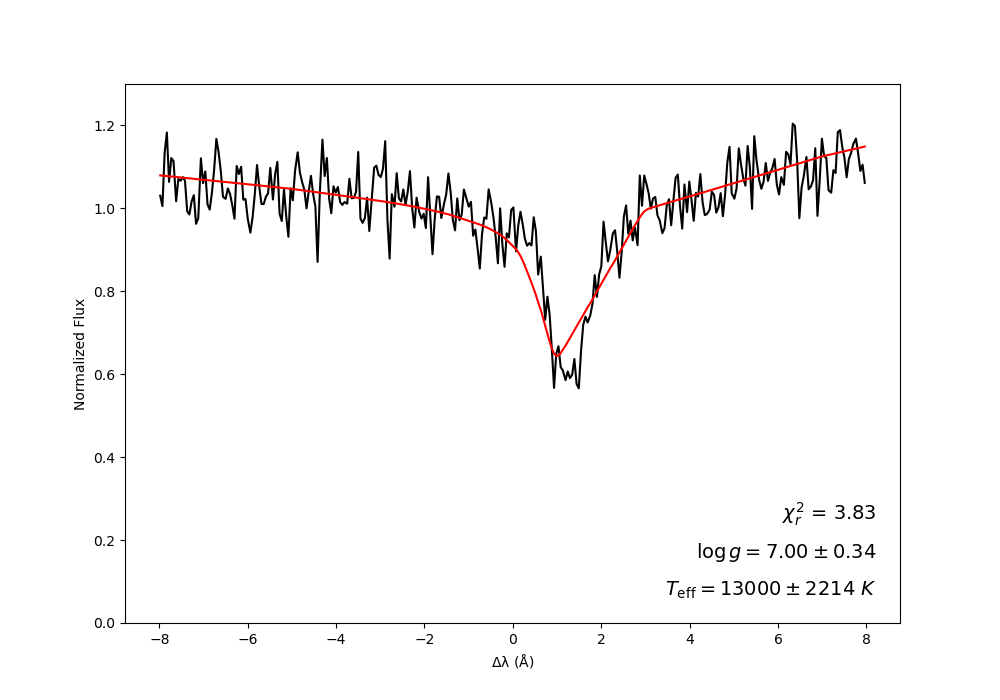 1.2
1.0
0.8
0.6
0.4
0.2
0.0
Normalized Flux
χ²ᵣ = 3.83
log g = 7.00 ± 0.34
T_eff = 13000 ± 2214 K
−8 −6 −4 −2 0 2 4 6 8
Δλ (Å)